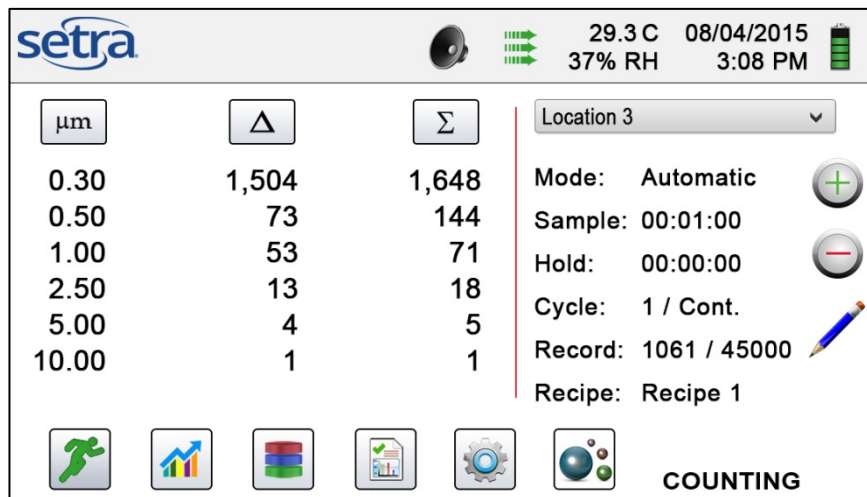 setra
29.3 C 08/04/2015
37% RH 3:08 PM
µm Δ Σ
0.30 1,504 1,648
0.50 73 144
1.00 53 71
2.50 13 18
5.00 4 5
10.00 1 1
Location 3
Mode: Automatic
Sample: 00:01:00
Hold: 00:00:00
Cycle: 1 / Cont.
Record: 1061 / 45000
Recipe: Recipe 1
COUNTING